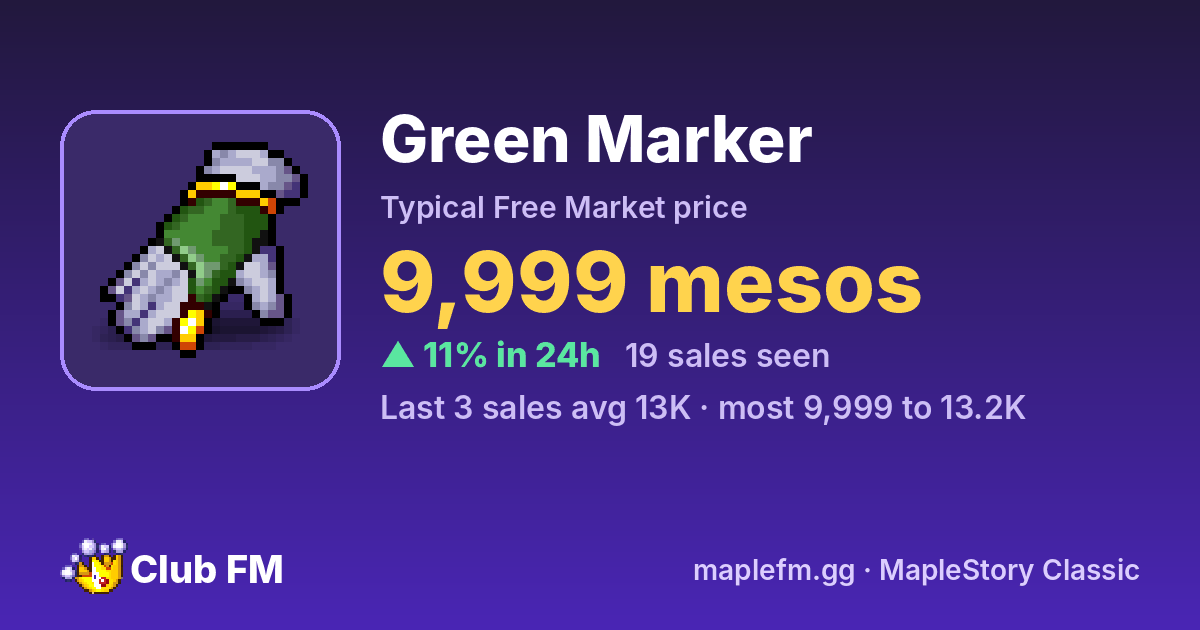 Green Marker
Typical Free Market price
9,999 mesos
▲ 11% in 24h 19 sales seen
Last 3 sales avg 13K · most 9,999 to 13.2K
Club FM
maplefm.gg · MapleStory Classic